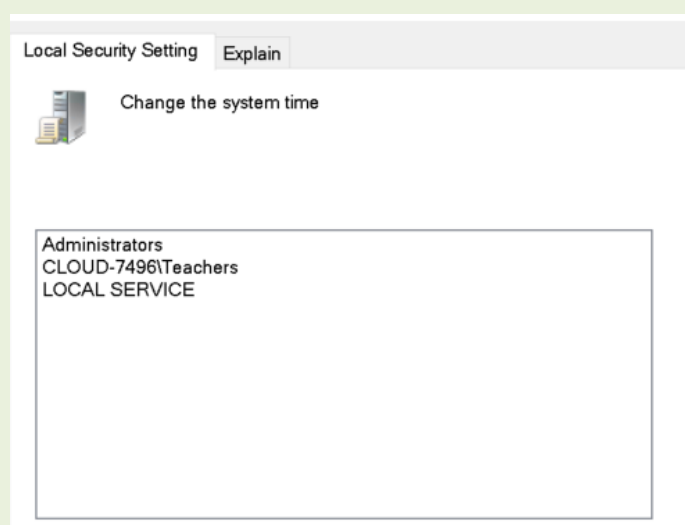 Local Security Setting
Explain
Change the system time
Administrators
CLOUD-7496\Teachers
LOCAL SERVICE